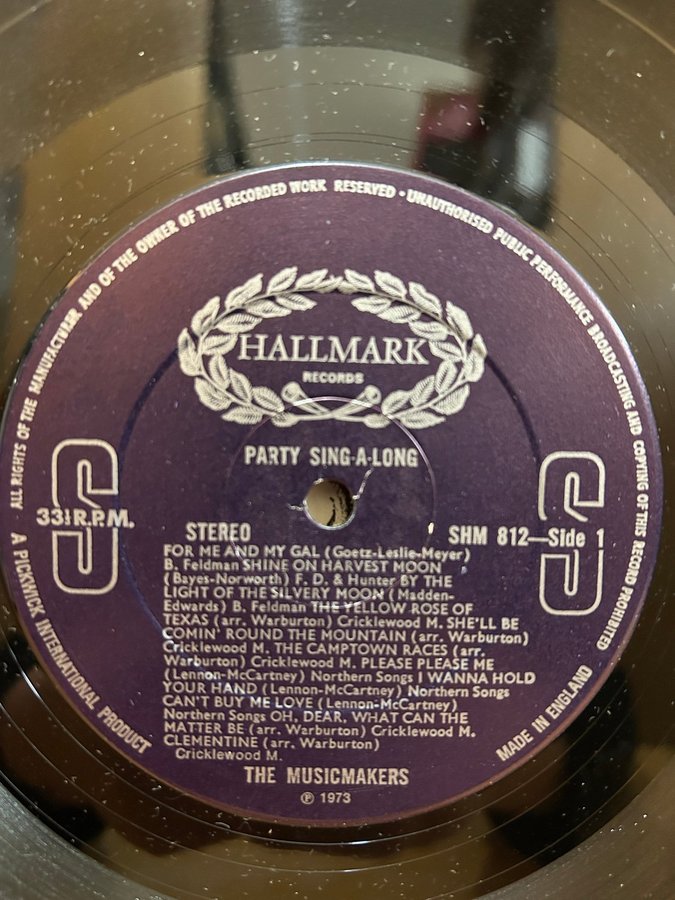 ALL RIGHTS OF THE MANUFACTURER AND OF THE OWNER OF THE RECORDED WORK RESERVED • UNAUTHORISED PUBLIC PERFORMANCE BROADCASTING AND COPYING OF THIS RECORD PROHIBITED
HALLMARK
RECORDS
PARTY SING-A-LONG
S
33⅓ R.P.M.
STEREO
S
SHM 812—Side 1
FOR ME AND MY GAL (Goetz-Leslie-Meyer)
B. Feldman SHINE ON HARVEST MOON
(Bayes-Norworth) F. D. & Hunter BY THE
LIGHT OF THE SILVERY MOON (Madden-
Edwards) B. Feldman THE YELLOW ROSE OF
TEXAS (arr. Warburton) Cricklewood M. SHE'LL BE
COMIN' ROUND THE MOUNTAIN (arr. Warburton)
Cricklewood M. THE CAMPTOWN RACES (arr.
Warburton) Cricklewood M. PLEASE PLEASE ME
(Lennon-McCartney) Northern Songs I WANNA HOLD
YOUR HAND (Lennon-McCartney) Northern Songs
CAN'T BUY ME LOVE (Lennon-McCartney)
Northern Songs OH, DEAR, WHAT CAN THE
MATTER BE (arr. Warburton) Cricklewood M.
CLEMENTINE (arr. Warburton)
Cricklewood M.
THE MUSICMAKERS
℗ 1973
A PICKWICK INTERNATIONAL PRODUCT
MADE IN ENGLAND